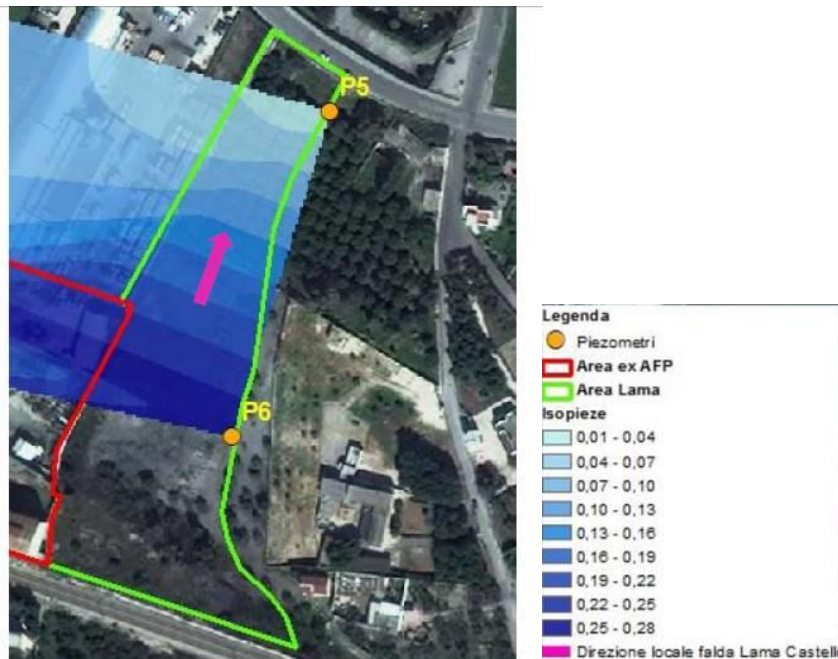 P5
P6
Legenda
Piezometri
Area ex AFP
Area Lama
Isopieze
0,01 - 0,04
0,04 - 0,07
0,07 - 0,10
0,10 - 0,13
0,13 - 0,16
0,16 - 0,19
0,19 - 0,22
0,22 - 0,25
0,25 - 0,28
Direzione locale falda Lama Castell